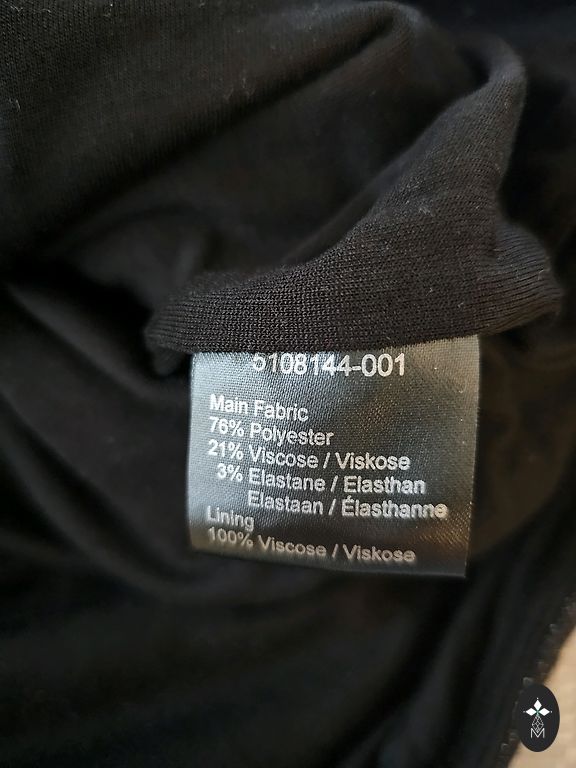 5108144-001
Main Fabric
76% Polyester
21% Viscose / Viskose
3% Elastane / Elasthan
Elastaan / Élasthanne
Lining
100% Viscose / Viskose
M